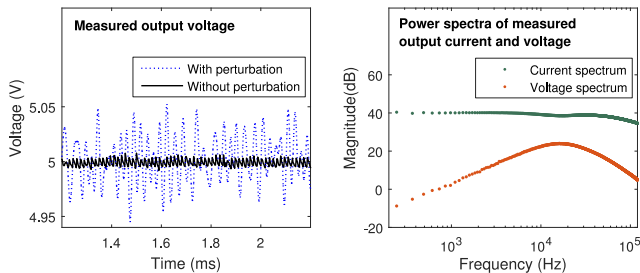 Measured output voltage
With perturbation
Without perturbation
Voltage (V)
5.05
5
4.95
1.4
1.6
1.8
2
Time (ms)
Power spectra of measured
output current and voltage
Current spectrum
Voltage spectrum
Magnitude(dB)
60
40
20
0
-20
10³
10⁴
10⁵
Frequency (Hz)